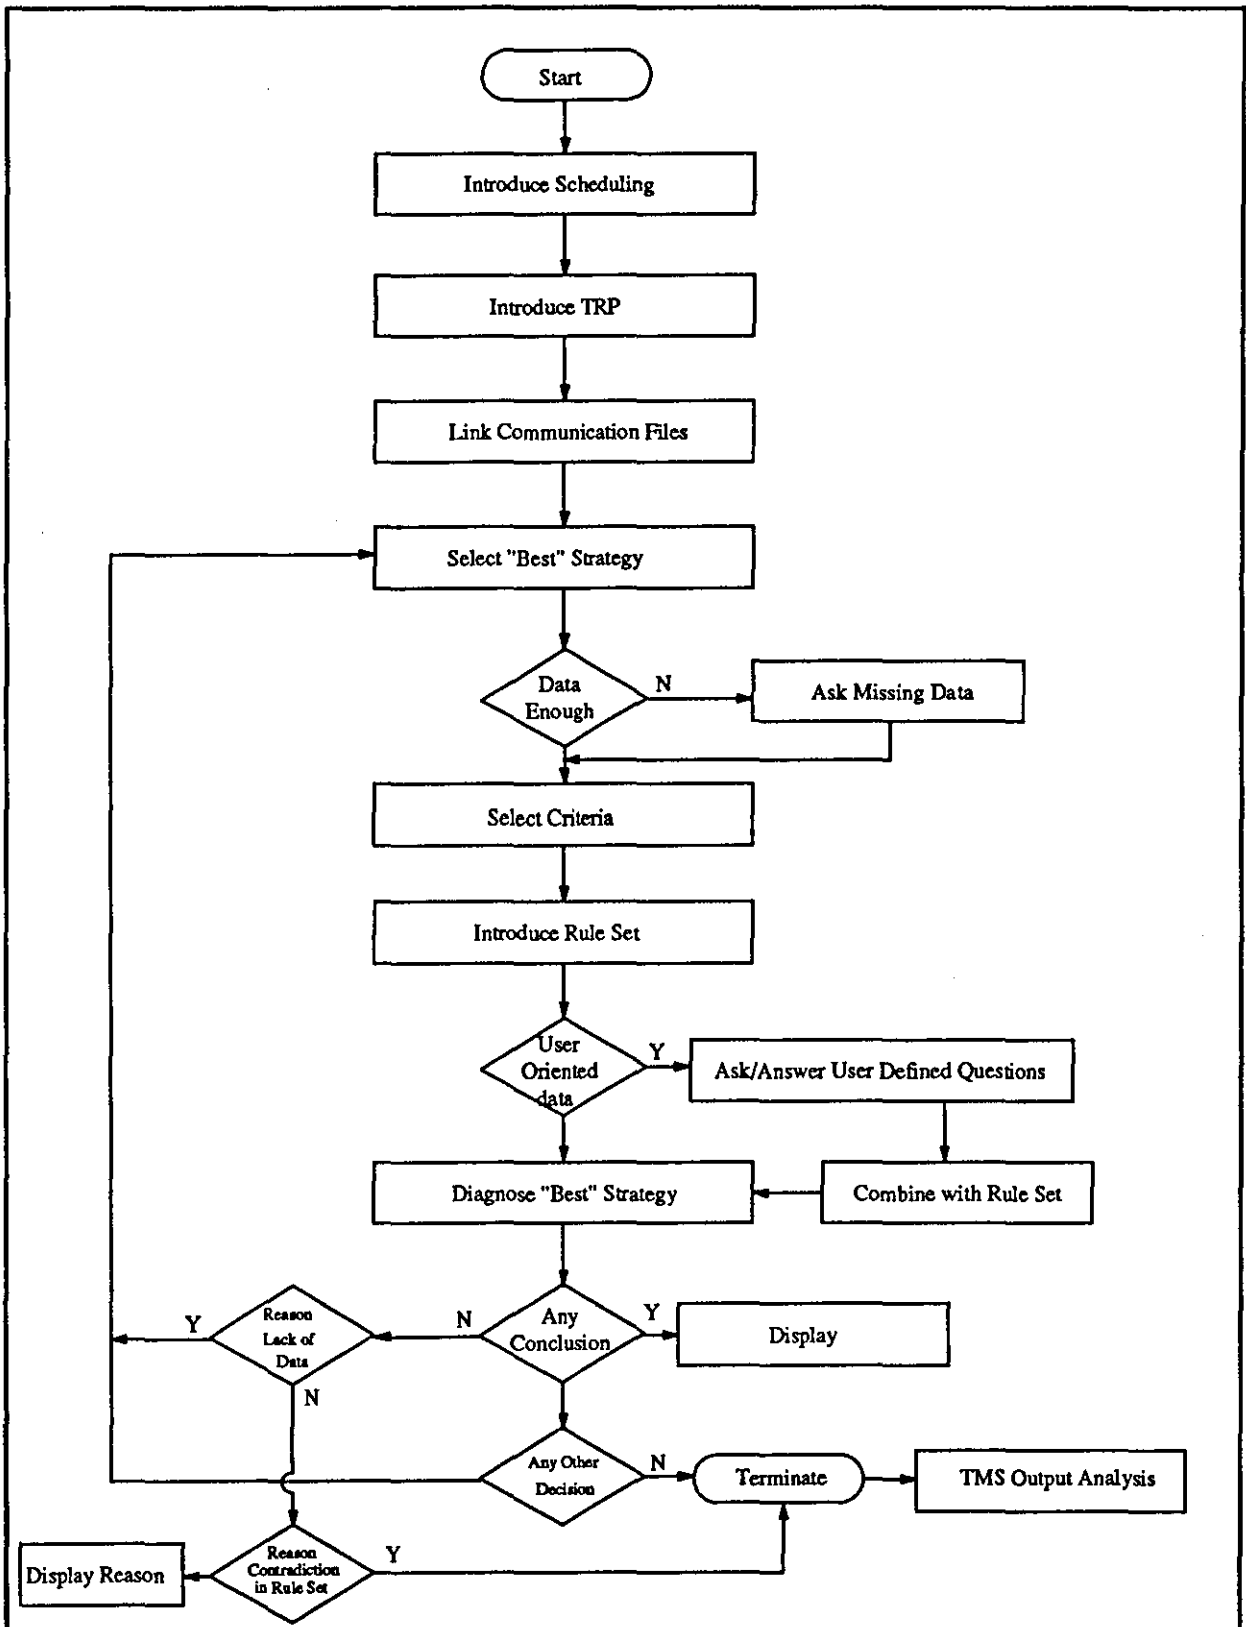 Start
Introduce Scheduling
Introduce TRP
Link Communication Files
Select "Best" Strategy
Data
Enough
N
Ask Missing Data
Select Criteria
Introduce Rule Set
User
Oriented
data
Y
Ask/Answer User Defined Questions
Diagnose "Best" Strategy
Combine with Rule Set
Y
Reason
Lack of
Data
N
Any
Conclusion
Y
Display
N
Any Other
Decision
N
Terminate
TMS Output Analysis
Display Reason
Reason
Contradiction
in Rule Set
Y